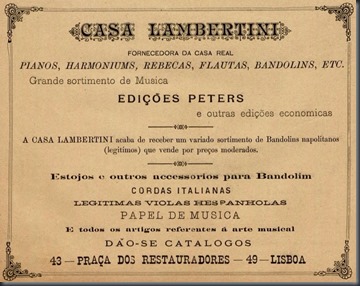 CASA LAMBERTINI
FORNECEDORA DA CASA REAL
PIANOS, HARMONIUMS, REBECAS, FLAUTAS, BANDOLINS, ETC.
Grande sortimento de Musica
EDIÇÕES PETERS
e outras edições economicas
A CASA LAMBERTINI acaba de receber um variado sortimento de Bandolins napolitanos
(legitimos) que vende por preços moderados.
Estojos e outros accessorios para Bandolim
CORDAS ITALIANAS
LEGITIMAS VIOLAS HESPANHOLAS
PAPEL DE MUSICA
E todos os artigos referentes á arte musical
DÃO-SE CATALOGOS
43 — PRAÇA DOS RESTAURADORES — 49 — LISBOA